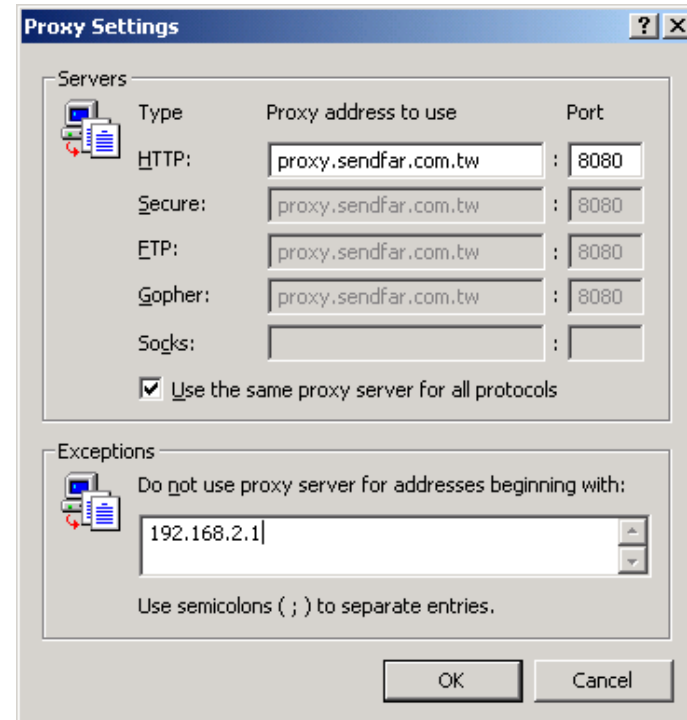 Proxy Settings
Servers
Type Proxy address to use Port
HTTP: proxy.sendfar.com.tw : 8080
Secure: proxy.sendfar.com.tw : 8080
FTP: proxy.sendfar.com.tw : 8080
Gopher: proxy.sendfar.com.tw : 8080
Socks: :
Use the same proxy server for all protocols
Exceptions
Do not use proxy server for addresses beginning with:
192.168.2.1
Use semicolons ( ; ) to separate entries.
OK Cancel